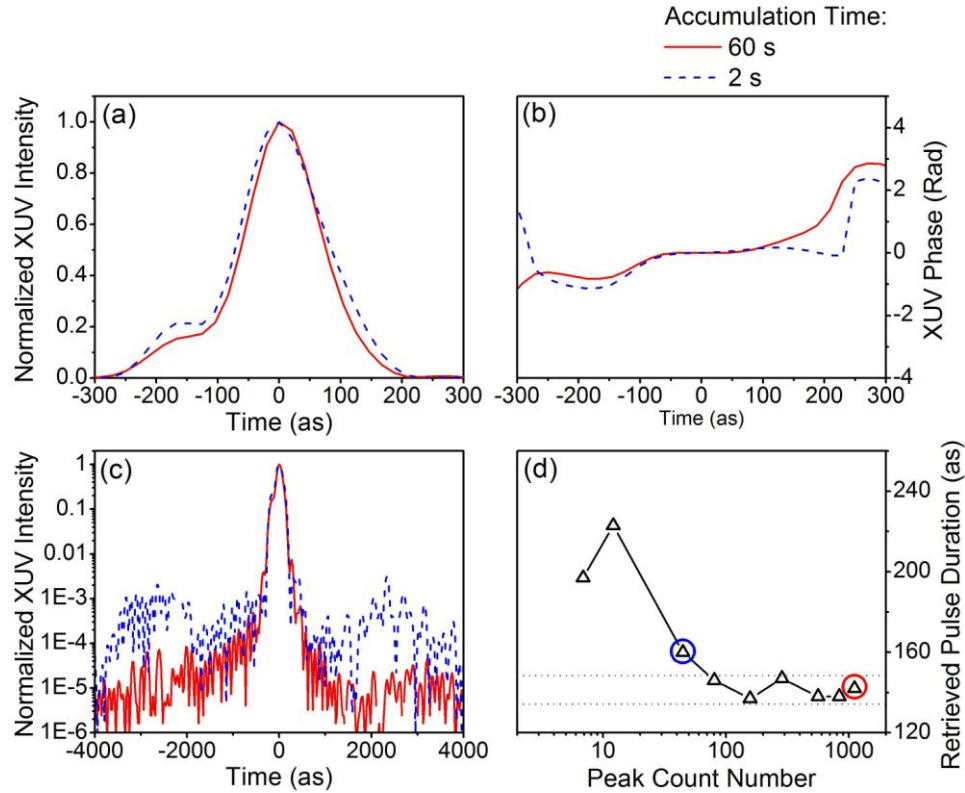 Accumulation Time:
60 s
2 s
(a)
Normalized XUV Intensity
1.0
0.8
0.6
0.4
0.2
0.0
-300 -200 -100 0 100 200 300
Time (as)
(b)
XUV Phase (Rad)
4
2
0
-2
-4
-300 -200 -100 0 100 200 300
Time (as)
(c)
Normalized XUV Intensity
1
0.1
0.01
1E-3
1E-4
1E-5
1E-6
-4000 -2000 0 2000 4000
Time (as)
(d)
Retrieved Pulse Duration (as)
240
200
160
120
10 100 1000
Peak Count Number